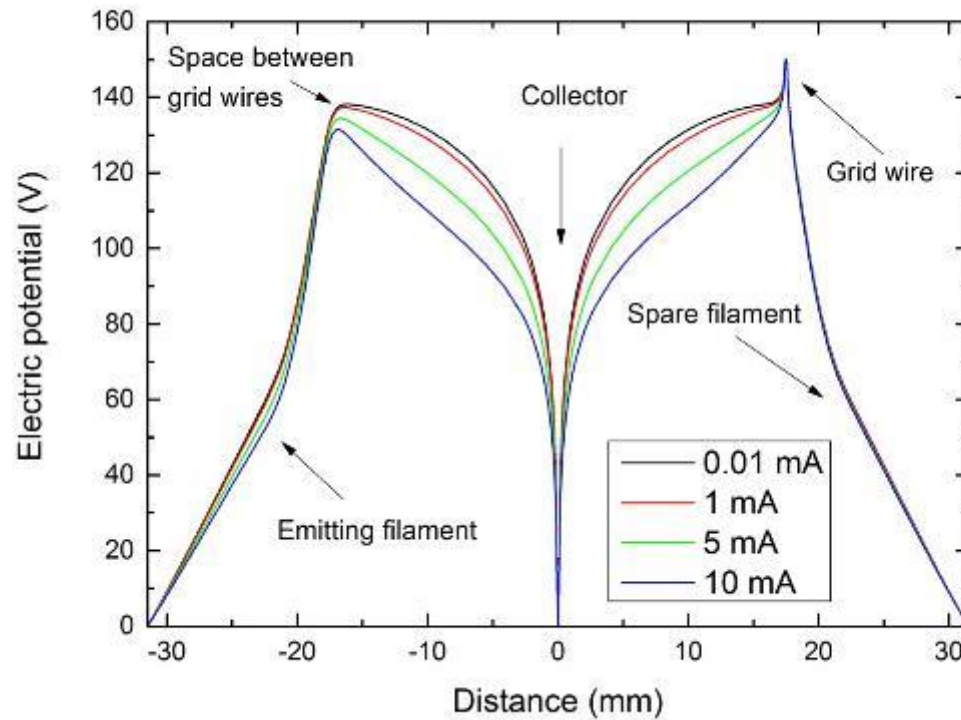 160
140
120
100
80
60
40
20
0
Electric potential (V)
Space between
grid wires
Collector
Grid wire
Spare filament
Emitting filament
0.01 mA
1 mA
5 mA
10 mA
-30 -20 -10 0 10 20 30
Distance (mm)